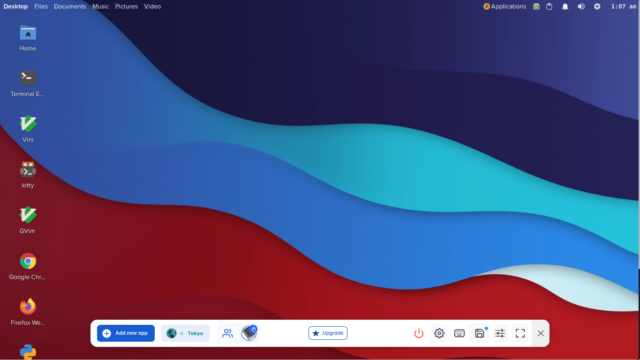 Desktop Files Documents Music Pictures Video Applications 1:07 am
Home
Terminal E...
Vim
kitty
GVim
Google Chr...
Firefox We...
Add new app Tokyo Upgrade